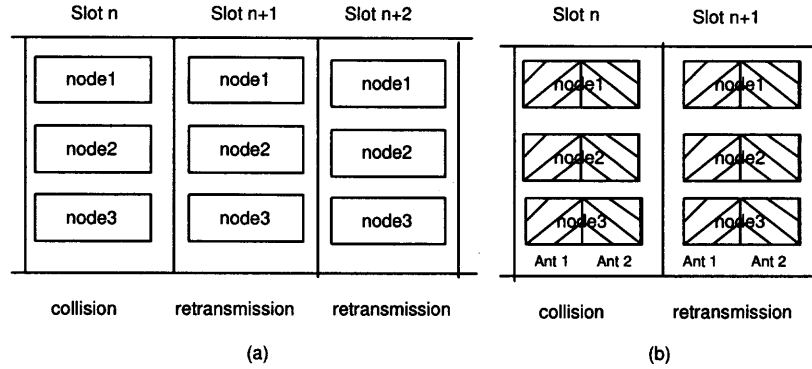 Slot n Slot n+1 Slot n+2 Slot n Slot n+1
node1 node1 node1 node1 node1
node2 node2 node2 node2 node2
node3 node3 node3 node3 node3
Ant 1 Ant 2 Ant 1 Ant 2
collision retransmission retransmission collision retransmission
(a) (b)